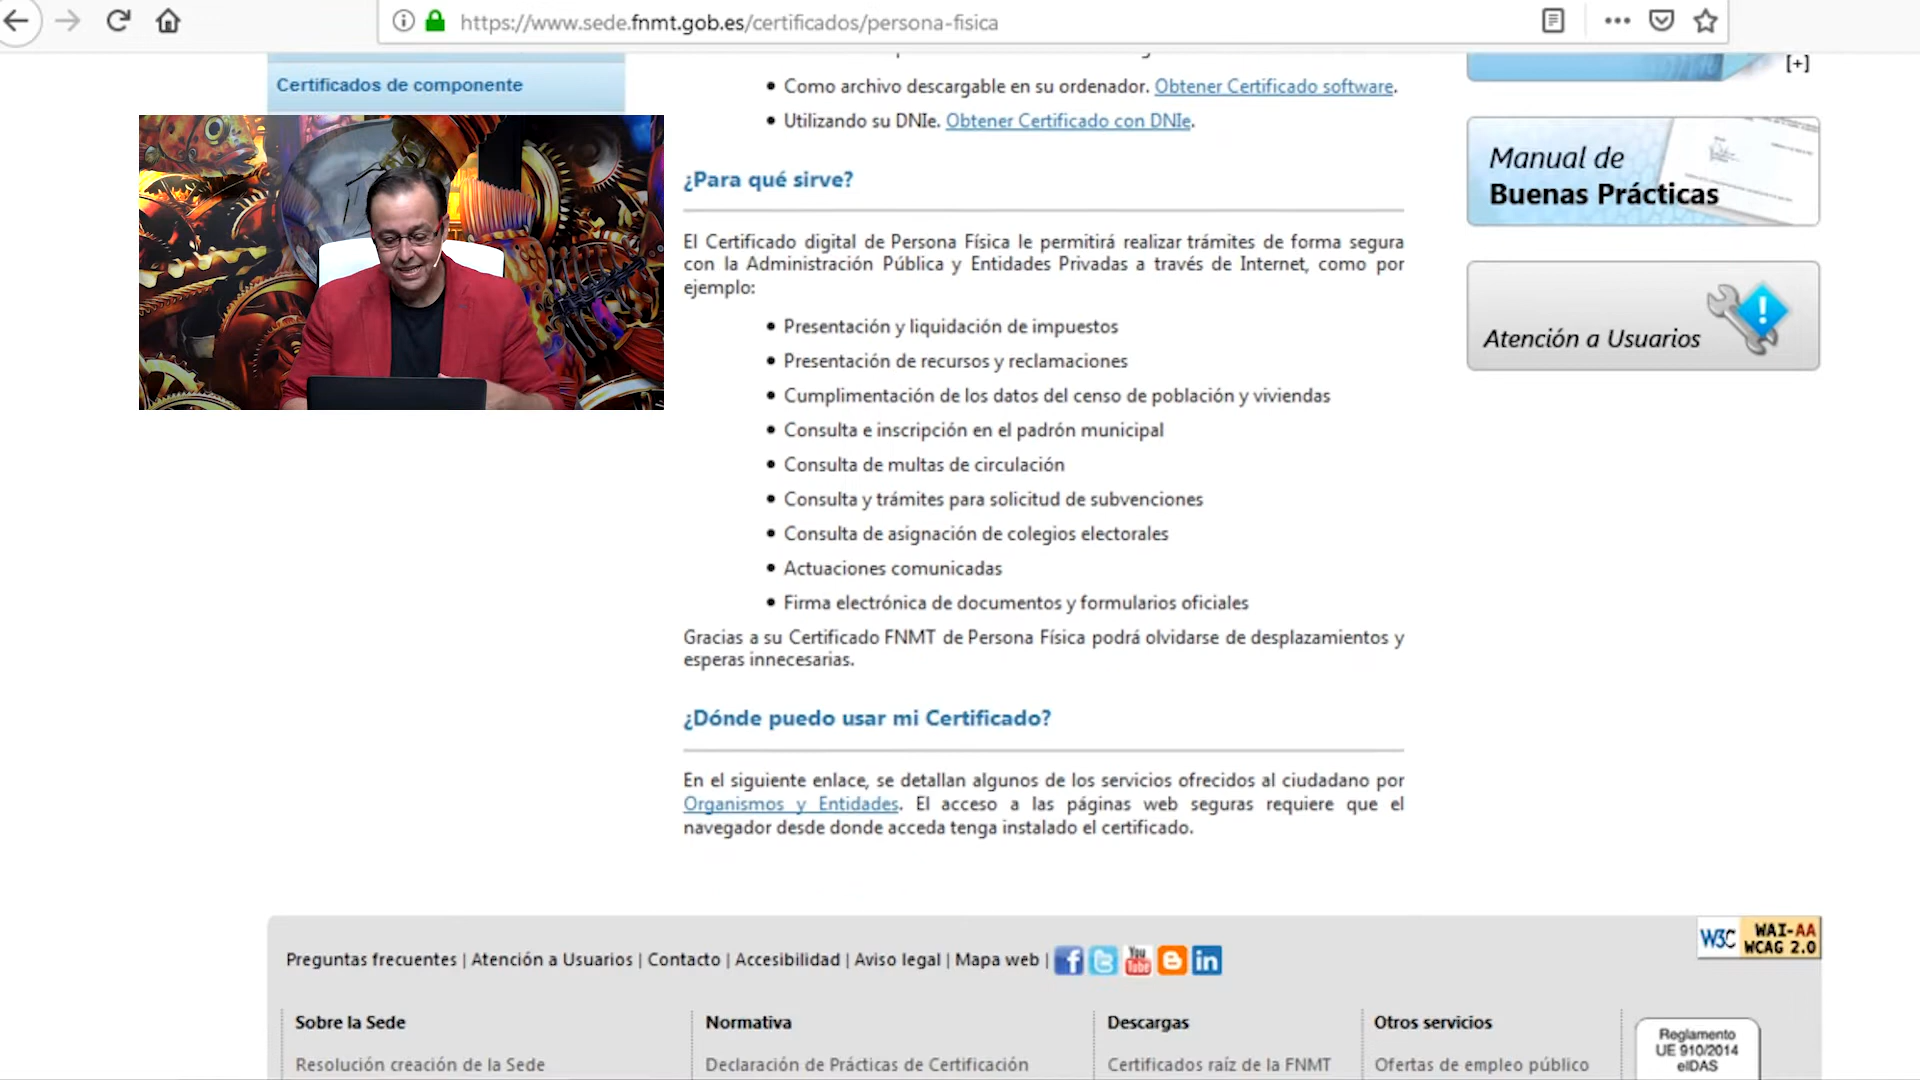 https://www.sede.fnmt.gob.es/certificados/persona-fisica
Certificados de componente
• Como archivo descargable en su ordenador. Obtener Certificado software.
• Utilizando su DNIe. Obtener Certificado con DNIe.
¿Para qué sirve?
El Certificado digital de Persona Física le permitirá realizar trámites de forma segura
con la Administración Pública y Entidades Privadas a través de Internet, como por
ejemplo:
• Presentación y liquidación de impuestos
• Presentación de recursos y reclamaciones
• Cumplimentación de los datos del censo de población y viviendas
• Consulta e inscripción en el padrón municipal
• Consulta de multas de circulación
• Consulta y trámites para solicitud de subvenciones
• Consulta de asignación de colegios electorales
• Actuaciones comunicadas
• Firma electrónica de documentos y formularios oficiales
Gracias a su Certificado FNMT de Persona Física podrá olvidarse de desplazamientos y
esperas innecesarias.
¿Dónde puedo usar mi Certificado?
En el siguiente enlace, se detallan algunos de los servicios ofrecidos al ciudadano por
Organismos y Entidades. El acceso a las páginas web seguras requiere que el
navegador desde donde acceda tenga instalado el certificado.
[+]
Manual de
Buenas Prácticas
Atención a Usuarios
W3C WAI-AA
WCAG 2.0
Preguntas frecuentes | Atención a Usuarios | Contacto | Accesibilidad | Aviso legal | Mapa web |
You
Tube
in
Sobre la Sede
Resolución creación de la Sede
Normativa
Declaración de Prácticas de Certificación
Descargas
Certificados raíz de la FNMT
Otros servicios
Ofertas de empleo público
Reglamento
UE 910/2014
eIDAS